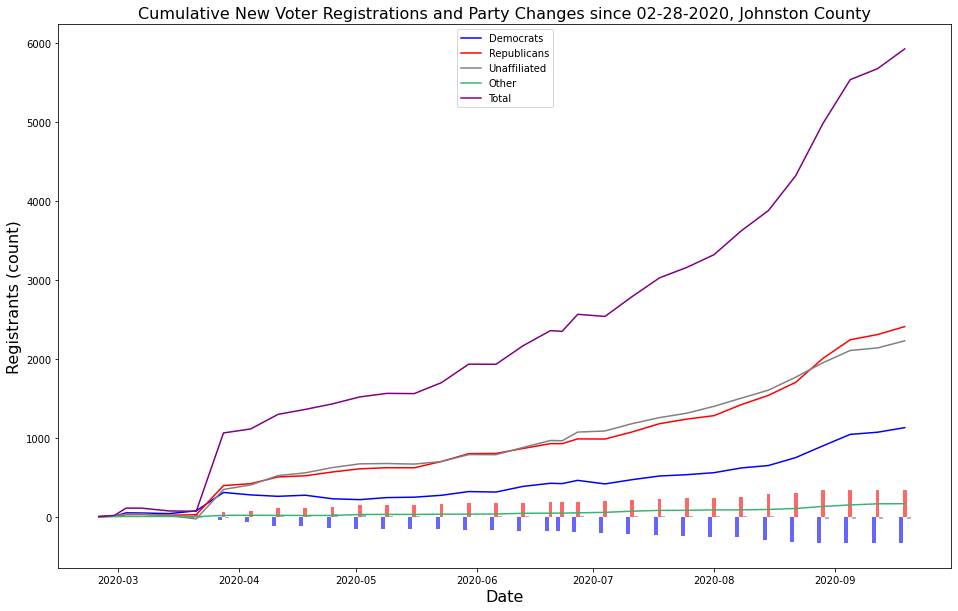 Cumulative New Voter Registrations and Party Changes since 02-28-2020, Johnston County
Democrats
Republicans
Unaffiliated
Other
Total
Registrants (count)
6000
5000
4000
3000
2000
1000
0
2020-03 2020-04 2020-05 2020-06 2020-07 2020-08 2020-09
Date